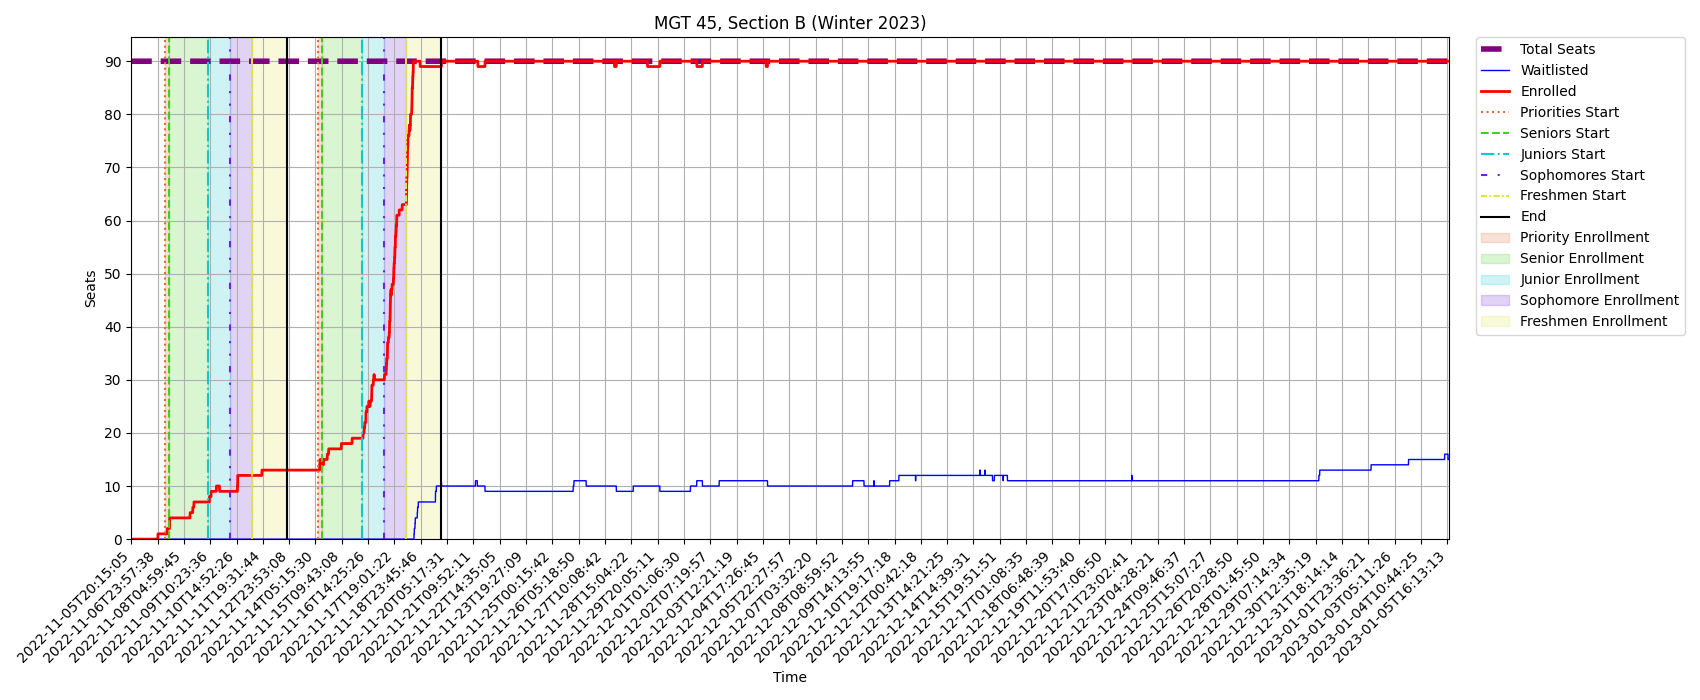 MGT 45, Section B (Winter 2023)
Seats
90
80
70
60
50
40
30
20
10
0
2022-11-05T20:15:05
2022-11-06T23:57:38
2022-11-08T04:59:45
2022-11-09T10:23:36
2022-11-10T14:52:26
2022-11-11T19:31:44
2022-11-12T23:53:08
2022-11-14T05:15:30
2022-11-15T09:43:08
2022-11-16T14:25:26
2022-11-17T19:01:22
2022-11-18T23:45:46
2022-11-20T05:17:31
2022-11-21T09:52:11
2022-11-22T14:35:05
2022-11-23T19:27:09
2022-11-25T00:15:42
2022-11-26T05:18:50
2022-11-27T10:08:42
2022-11-28T15:04:22
2022-11-29T20:05:11
2022-12-01T01:06:30
2022-12-02T07:19:57
2022-12-03T12:21:19
2022-12-04T17:26:45
2022-12-05T22:27:57
2022-12-07T03:32:20
2022-12-08T08:59:52
2022-12-09T14:13:55
2022-12-10T19:17:18
2022-12-12T00:42:18
2022-12-13T14:21:25
2022-12-14T14:39:31
2022-12-15T19:51:51
2022-12-17T01:08:35
2022-12-18T06:48:39
2022-12-19T11:53:40
2022-12-20T17:06:50
2022-12-21T23:02:41
2022-12-23T04:28:21
2022-12-24T09:46:37
2022-12-25T15:07:27
2022-12-26T20:28:50
2022-12-28T01:45:50
2022-12-29T07:14:34
2022-12-30T12:35:19
2022-12-31T18:14:14
2023-01-01T23:36:21
2023-01-03T05:11:26
2023-01-04T10:44:25
2023-01-05T16:13:13
Time
Total Seats
Waitlisted
Enrolled
Priorities Start
Seniors Start
Juniors Start
Sophomores Start
Freshmen Start
End
Priority Enrollment
Senior Enrollment
Junior Enrollment
Sophomore Enrollment
Freshmen Enrollment